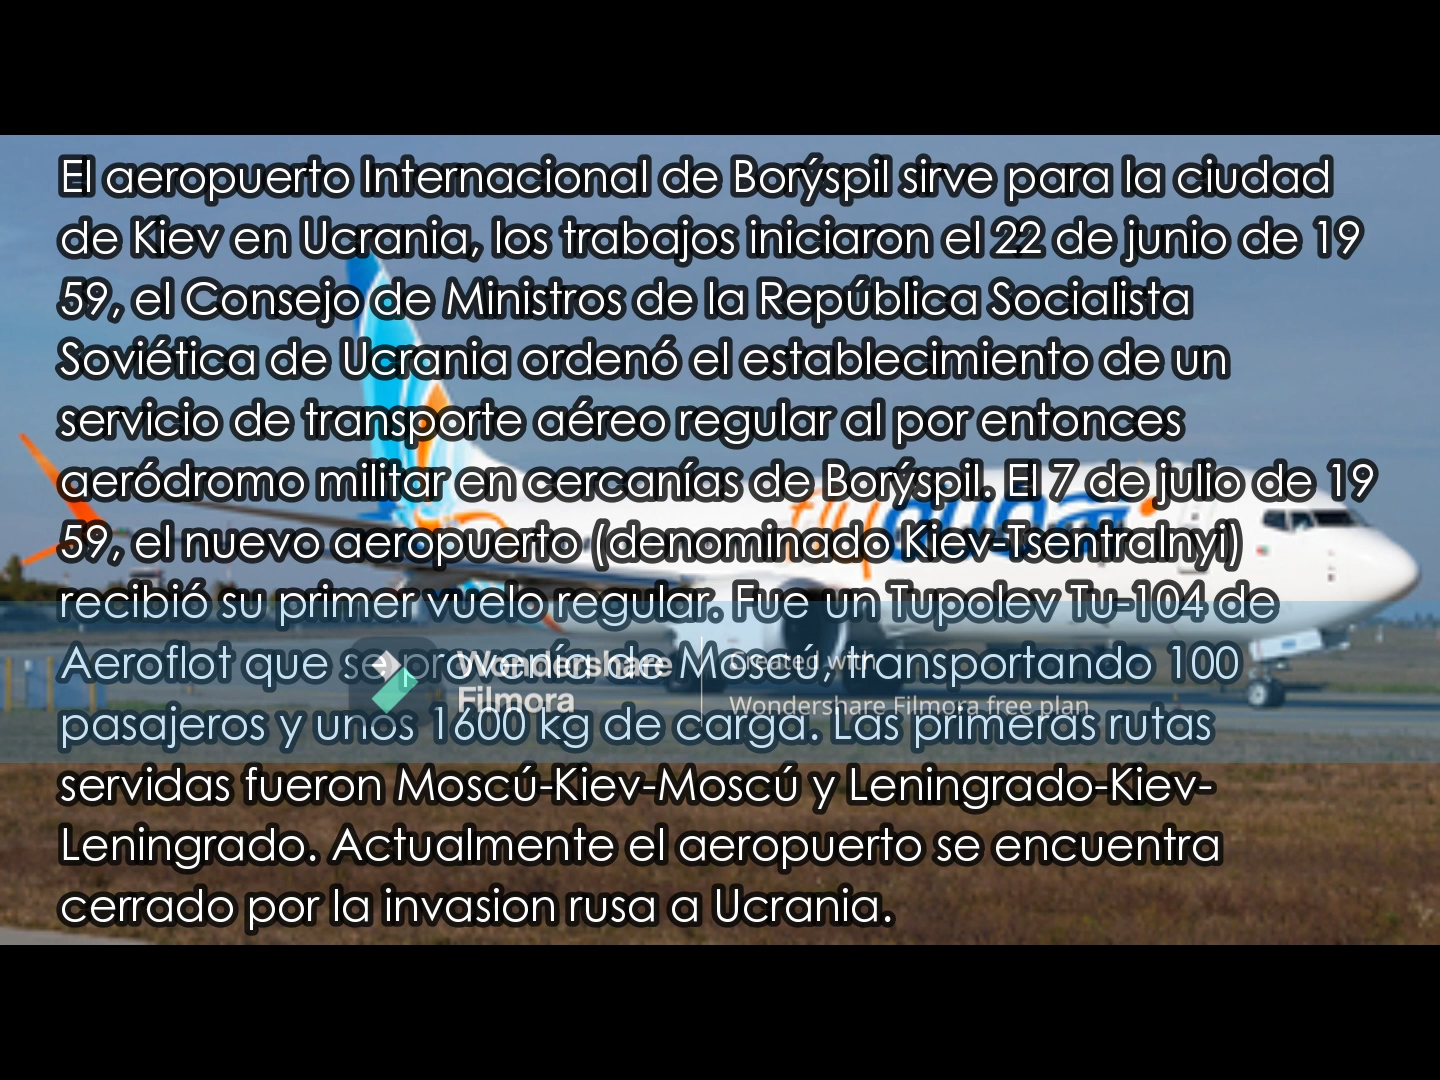 El aeropuerto Internacional de Borýspil sirve para la ciudad
de Kiev en Ucrania, los trabajos iniciaron el 22 de junio de 19
59, el Consejo de Ministros de la República Socialista
Soviética de Ucrania ordenó el establecimiento de un
servicio de transporte aéreo regular al por entonces
aeródromo militar en cercanías de Borýspil. El 7 de julio de 19
59, el nuevo aeropuerto (denominado Kiev-Tsentralnyi)
recibió su primer vuelo regular. Fue un Tupolev Tu-104 de
Aeroflot que se provenía de Moscú, transportando 100
pasajeros y unos 1600 kg de carga. Las primeras rutas
servidas fueron Moscú-Kiev-Moscú y Leningrado-Kiev-
Leningrado. Actualmente el aeropuerto se encuentra
cerrado por la invasion rusa a Ucrania.
flydubai
Wondershare
Filmora
Created with
Wondershare Filmora free plan